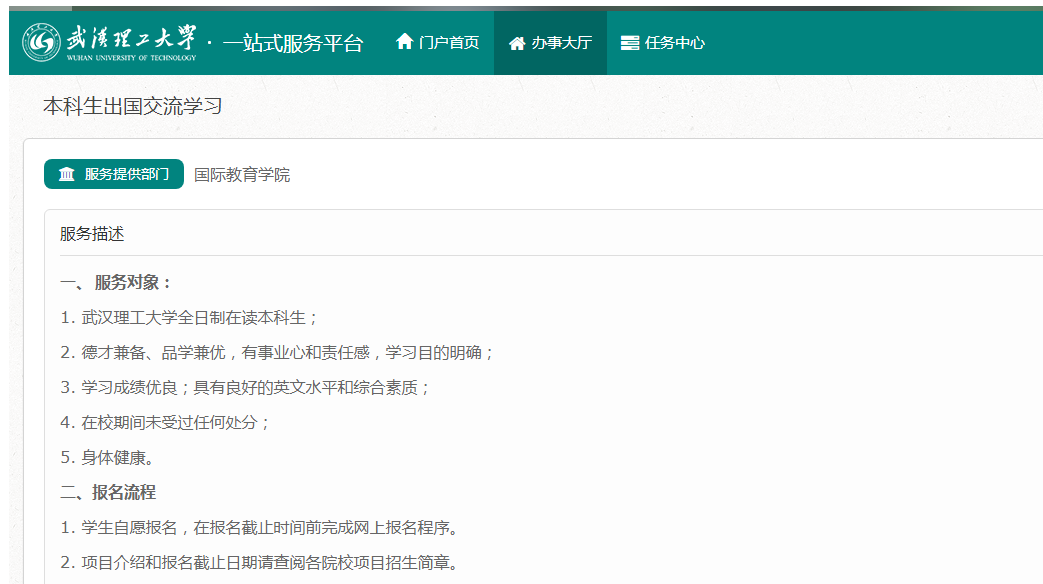 武汉理工大学 · 一站式服务平台 门户首页 办事大厅 任务中心
WUHAN UNIVERSITY OF TECHNOLOGY
本科生出国交流学习
服务提供部门 国际教育学院
服务描述
一、 服务对象：
1. 武汉理工大学全日制在读本科生；
2. 德才兼备、品学兼优，有事业心和责任感，学习目的明确；
3. 学习成绩优良；具有良好的英文水平和综合素质；
4. 在校期间未受过任何处分；
5. 身体健康。
二、报名流程
1. 学生自愿报名，在报名截止时间前完成网上报名程序。
2. 项目介绍和报名截止日期请查阅各院校项目招生简章。